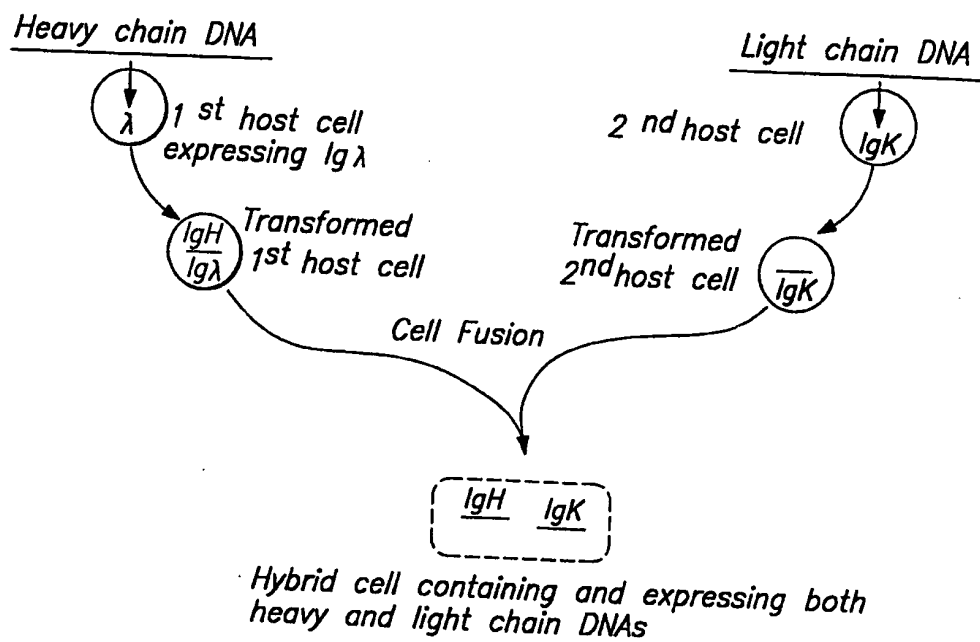 Heavy chain DNA
Light chain DNA
λ
1 st host cell
expressing Igλ
2 nd host cell
IgK
IgH
Igλ
Transformed
1st host cell
Transformed
2nd host cell
IgK
Cell Fusion
IgH IgK
Hybrid cell containing and expressing both
heavy and light chain DNAs